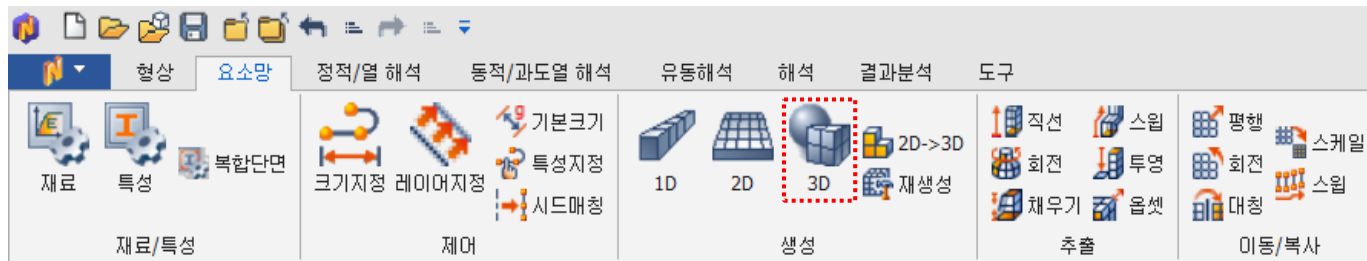 형상 요소망 정적/열 해석 동적/과도열 해석 유동해석 해석 결과분석 도구
재료 특성 복합단면
재료/특성
크기지정 레이어지정 기본크기 특성지정 시드매칭
제어
1D 2D 3D 2D->3D 재생성
생성
직선 스윕
회전 투영
채우기 옵셋
추출
평행 회전 대칭 스케일 스윕
이동/복사